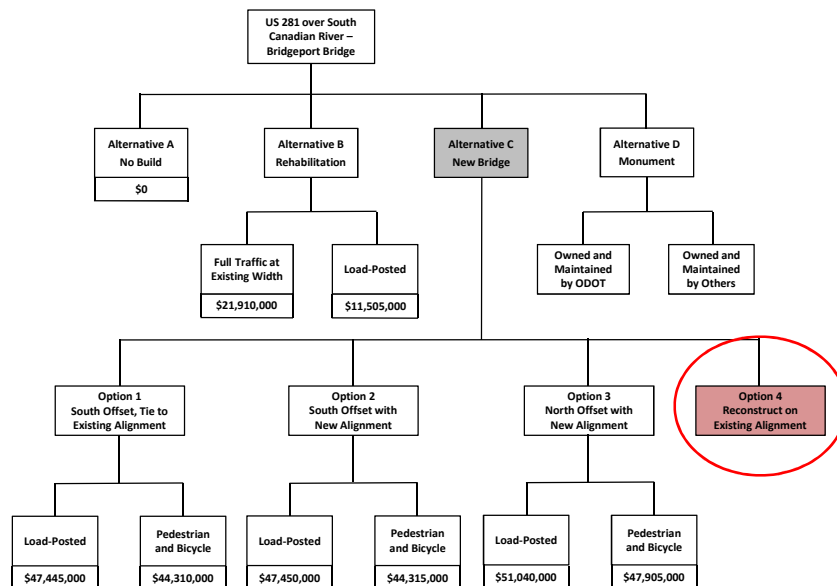 US 281 over South
Canadian River –
Bridgeport Bridge
Alternative A
No Build
$0
Alternative B
Rehabilitation
Alternative C
New Bridge
Alternative D
Monument
Full Traffic at
Existing Width
$21,910,000
Load-Posted
$11,505,000
Owned and
Maintained
by ODOT
Owned and
Maintained
by Others
Option 1
South Offset, Tie to
Existing Alignment
Option 2
South Offset with
New Alignment
Option 3
North Offset with
New Alignment
Option 4
Reconstruct on
Existing Alignment
Load-Posted
$47,445,000
Pedestrian
and Bicycle
$44,310,000
Load-Posted
$47,450,000
Pedestrian
and Bicycle
$44,315,000
Load-Posted
$51,040,000
Pedestrian
and Bicycle
$47,905,000